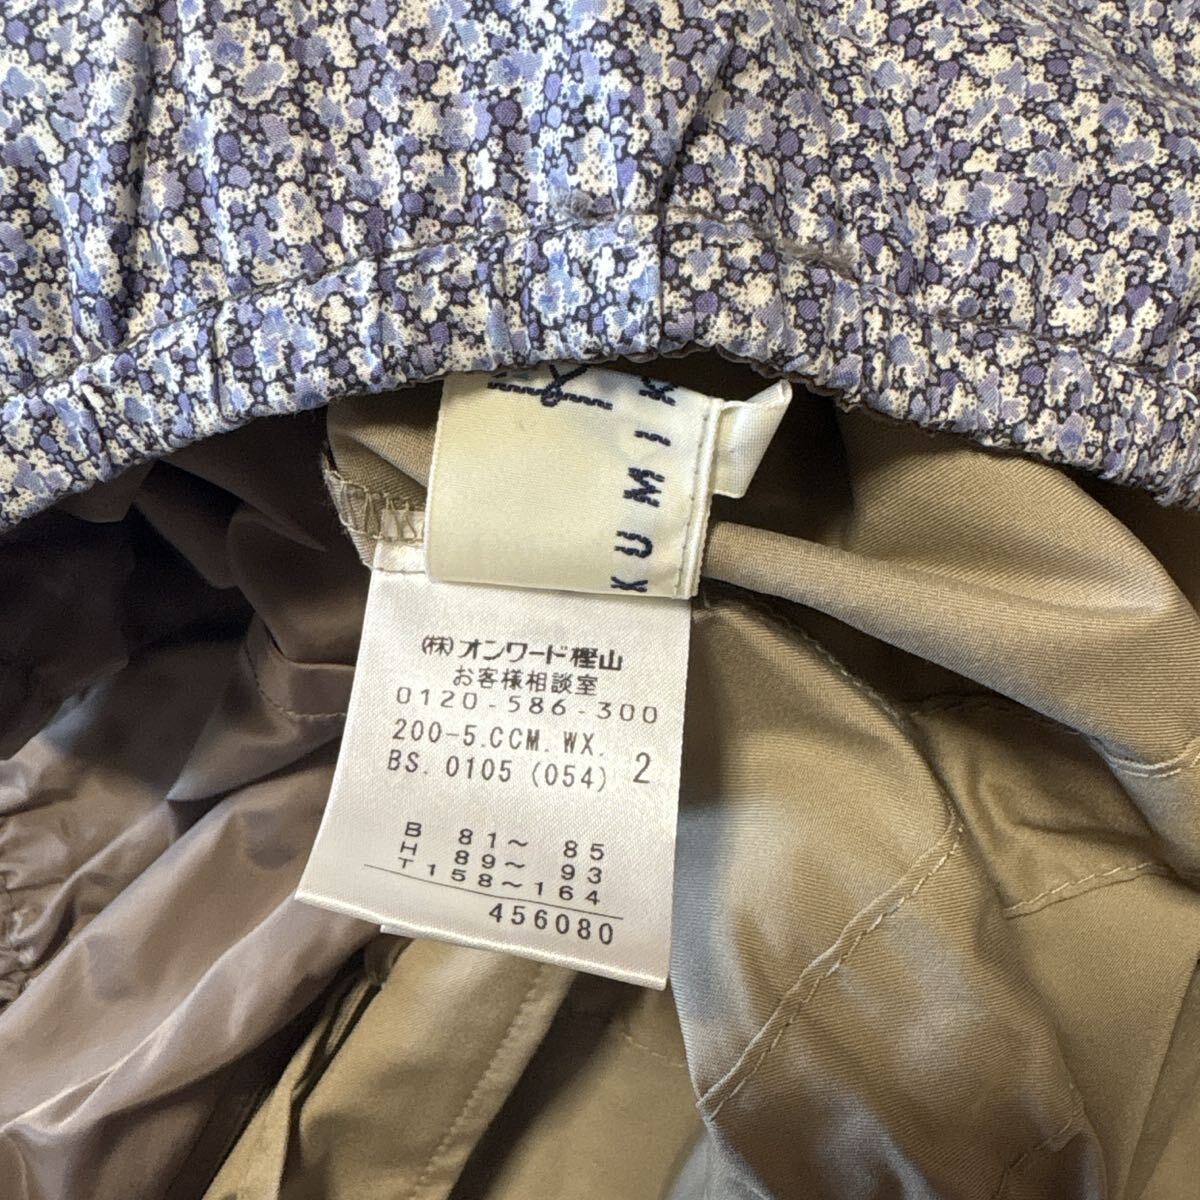 KUMIK
(株)オンワード樫山
お客様相談室
0120-586-300
200-5.CCM.WX. 2
BS. 0105 (054)
B 81~ 85
H 89~ 93
T158~164
456080